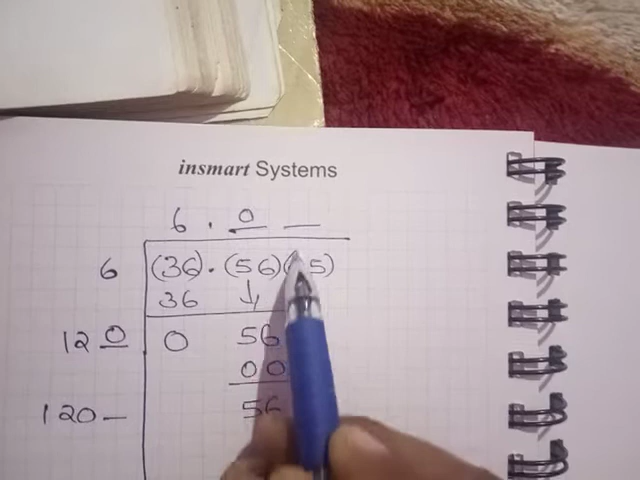 insmart Systems
6 . 0 _
6 (36) . (56) ( 5)
36 ↓
12 0 0 56
00
120 _ 56